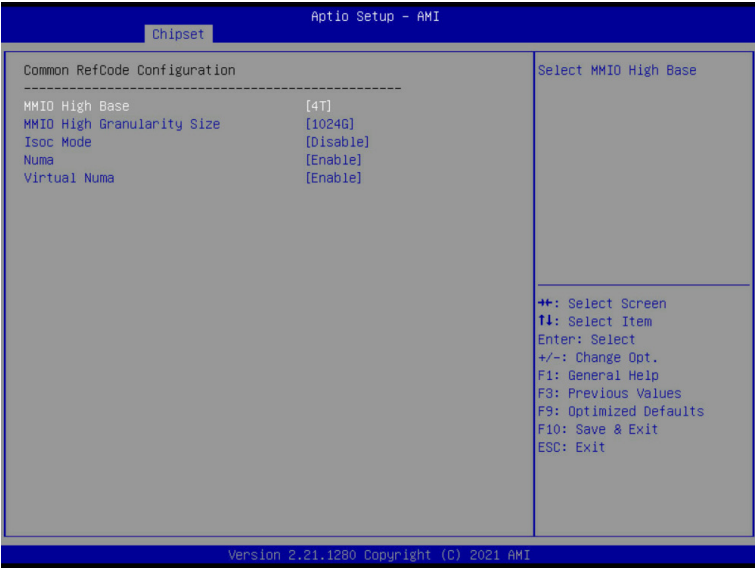 Aptio Setup - AMI
Chipset
Common RefCode Configuration
--------------------------------------------------
MMIO High Base [4T]
MMIO High Granularity Size [1024G]
Isoc Mode [Disable]
Numa [Enable]
Virtual Numa [Enable]
Select MMIO High Base
→←: Select Screen
↑↓: Select Item
Enter: Select
+/-: Change Opt.
F1: General Help
F3: Previous Values
F9: Optimized Defaults
F10: Save & Exit
ESC: Exit
Version 2.21.1280 Copyright (C) 2021 AMI